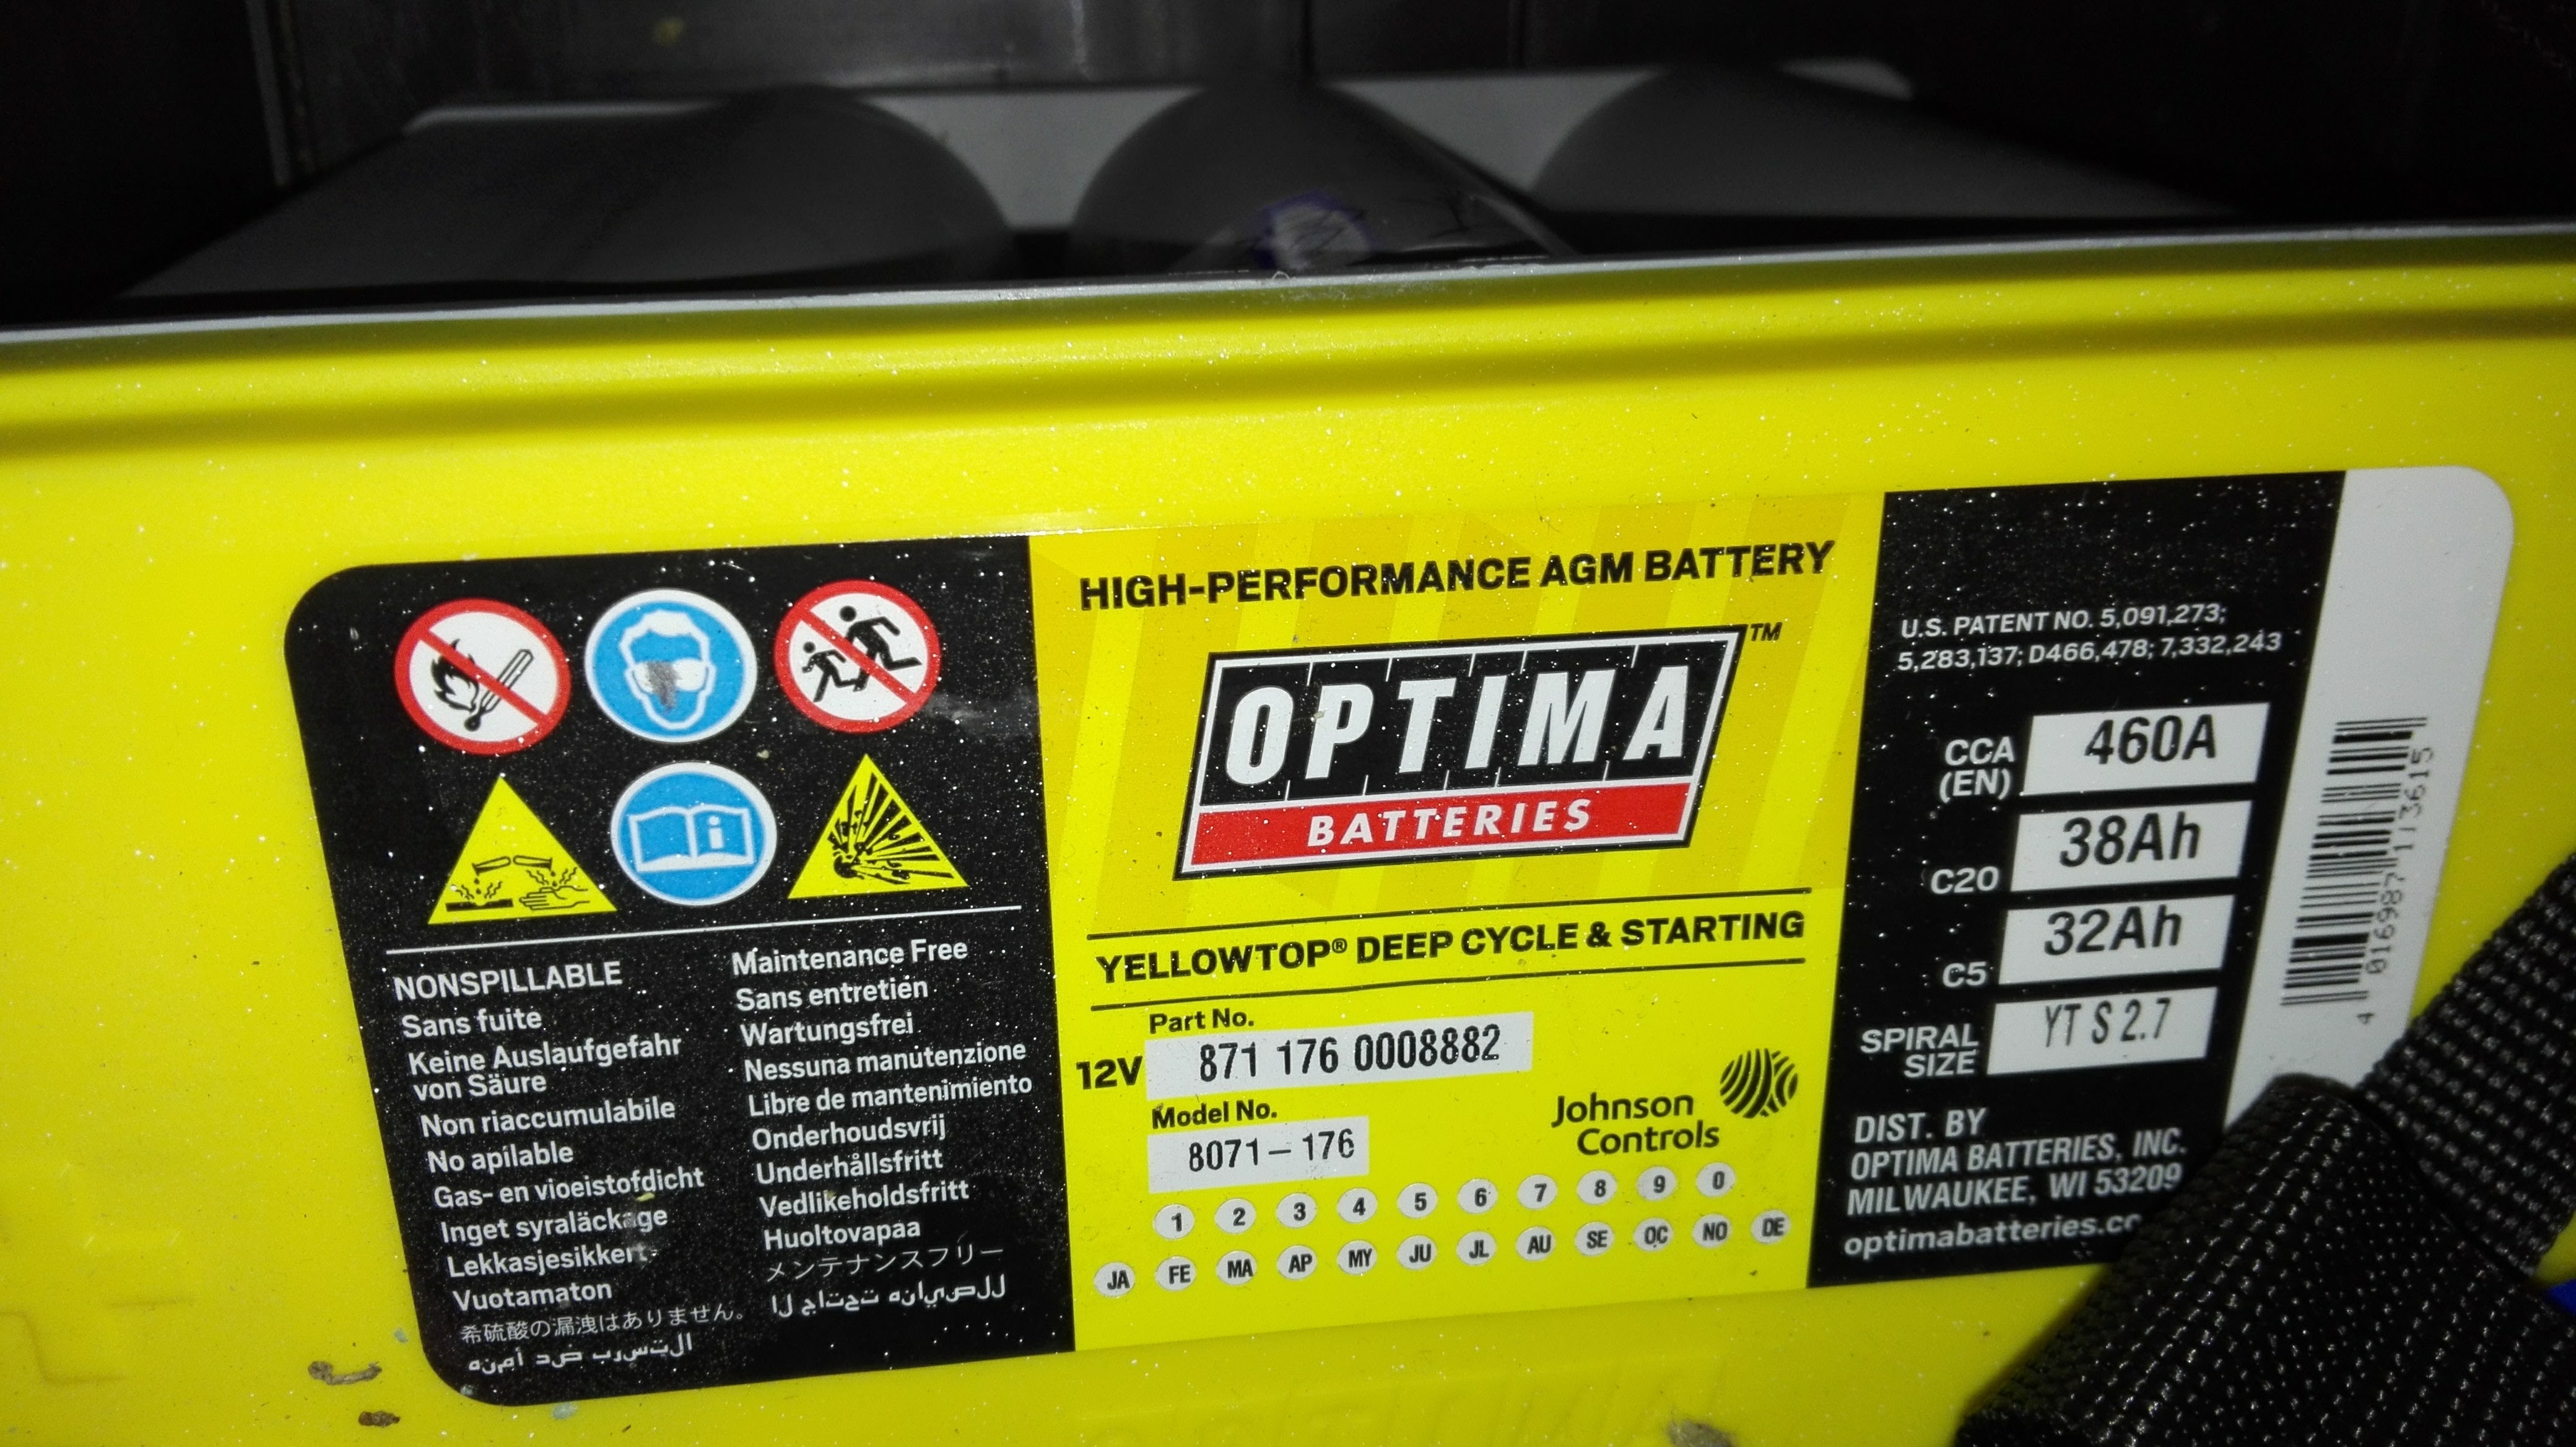 NONSPILLABLE
Sans fuite
Keine Auslaufgefahr
von Säure
Non riaccumulabile
No apilable
Gas- en vioeistofdicht
Inget syraläckage
Lekkasjesikkert
Vuotamaton
希硫酸の漏洩はありません。
Maintenance Free
Sans entretien
Wartungsfrei
Nessuna manutenzione
Libre de mantenimiento
Onderhoudsvrij
Underhållsfritt
Vedlikeholdsfritt
Huoltovapaa
メンテナンスフリー
HIGH-PERFORMANCE AGM BATTERY
OPTIMA TM
BATTERIES
YELLOWTOP® DEEP CYCLE & STARTING
Part No.
12V 871 176 0008882
Model No.
8071-176
Johnson
Controls
1 2 3 4 5 6 7 8 9 0
JA FE MA AP MY JU JL AU SE OC NO DE
U.S. PATENT NO. 5,091,273;
5,283,137; D466,478; 7,332,243
CCA
(EN) 460A
C20 38Ah
C5 32Ah
SPIRAL
SIZE YT S 2.7
DIST. BY
OPTIMA BATTERIES, INC.
MILWAUKEE, WI 53209
optimabatteries.co
4 016987 113615